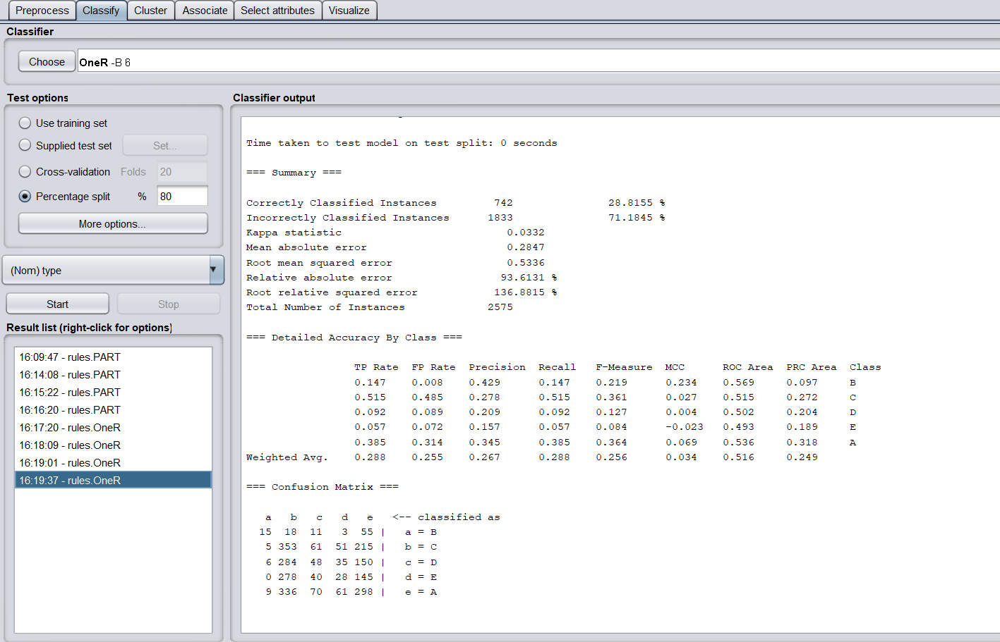 Preprocess Classify Cluster Associate Select attributes Visualize
Classifier
Choose OneR -B 6
Test options
Use training set
Supplied test set Set...
Cross-validation Folds 20
Percentage split % 80
More options...
(Nom) type
Start Stop
Result list (right-click for options)
16:09:47 - rules.PART
16:14:08 - rules.PART
16:15:22 - rules.PART
16:16:20 - rules.PART
16:17:20 - rules.OneR
16:18:09 - rules.OneR
16:19:01 - rules.OneR
16:19:37 - rules.OneR
Classifier output
Time taken to test model on test split: 0 seconds
=== Summary ===
Correctly Classified Instances 742 28.8155 %
Incorrectly Classified Instances 1833 71.1845 %
Kappa statistic 0.0332
Mean absolute error 0.2847
Root mean squared error 0.5336
Relative absolute error 93.6131 %
Root relative squared error 136.8815 %
Total Number of Instances 2575
=== Detailed Accuracy By Class ===
TP Rate FP Rate Precision Recall F-Measure MCC ROC Area PRC Area Class
0.147 0.008 0.429 0.147 0.219 0.234 0.569 0.097 B
0.515 0.485 0.278 0.515 0.361 0.027 0.515 0.272 C
0.092 0.089 0.209 0.092 0.127 0.004 0.502 0.204 D
0.057 0.072 0.157 0.057 0.084 -0.023 0.493 0.189 E
0.385 0.314 0.345 0.385 0.364 0.069 0.536 0.318 A
Weighted Avg. 0.288 0.255 0.267 0.288 0.256 0.034 0.516 0.249
=== Confusion Matrix ===
a b c d e <-- classified as
15 18 11 3 55 | a = B
5 353 61 51 215 | b = C
6 284 48 35 150 | c = D
0 278 40 28 145 | d = E
9 336 70 61 298 | e = A